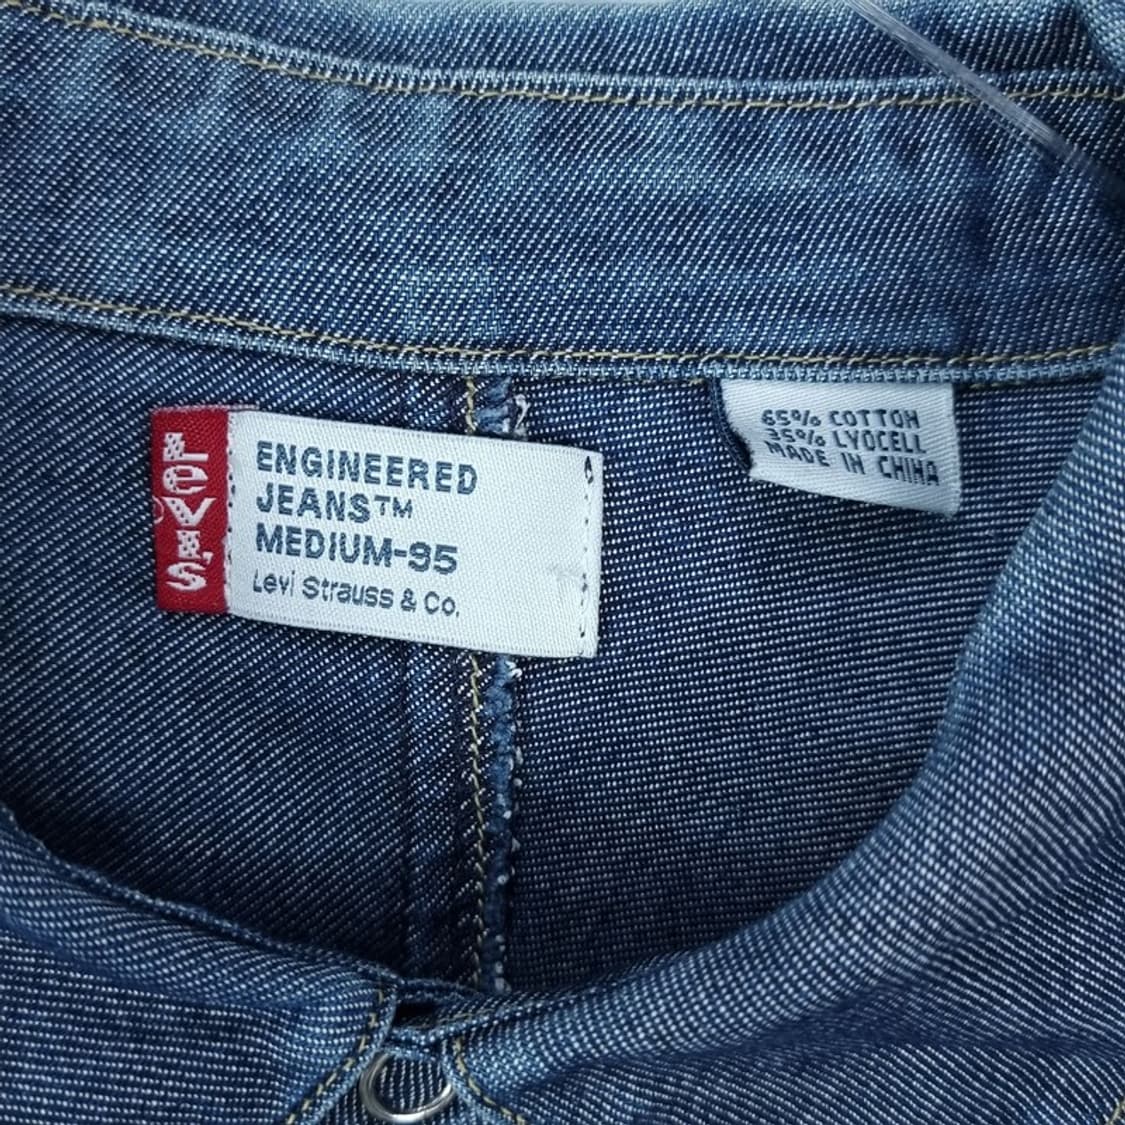 Levi's
ENGINEERED
JEANS™
MEDIUM-95
Levi Strauss & Co.
65% COTTON
35% LYOCELL
MADE IN CHINA